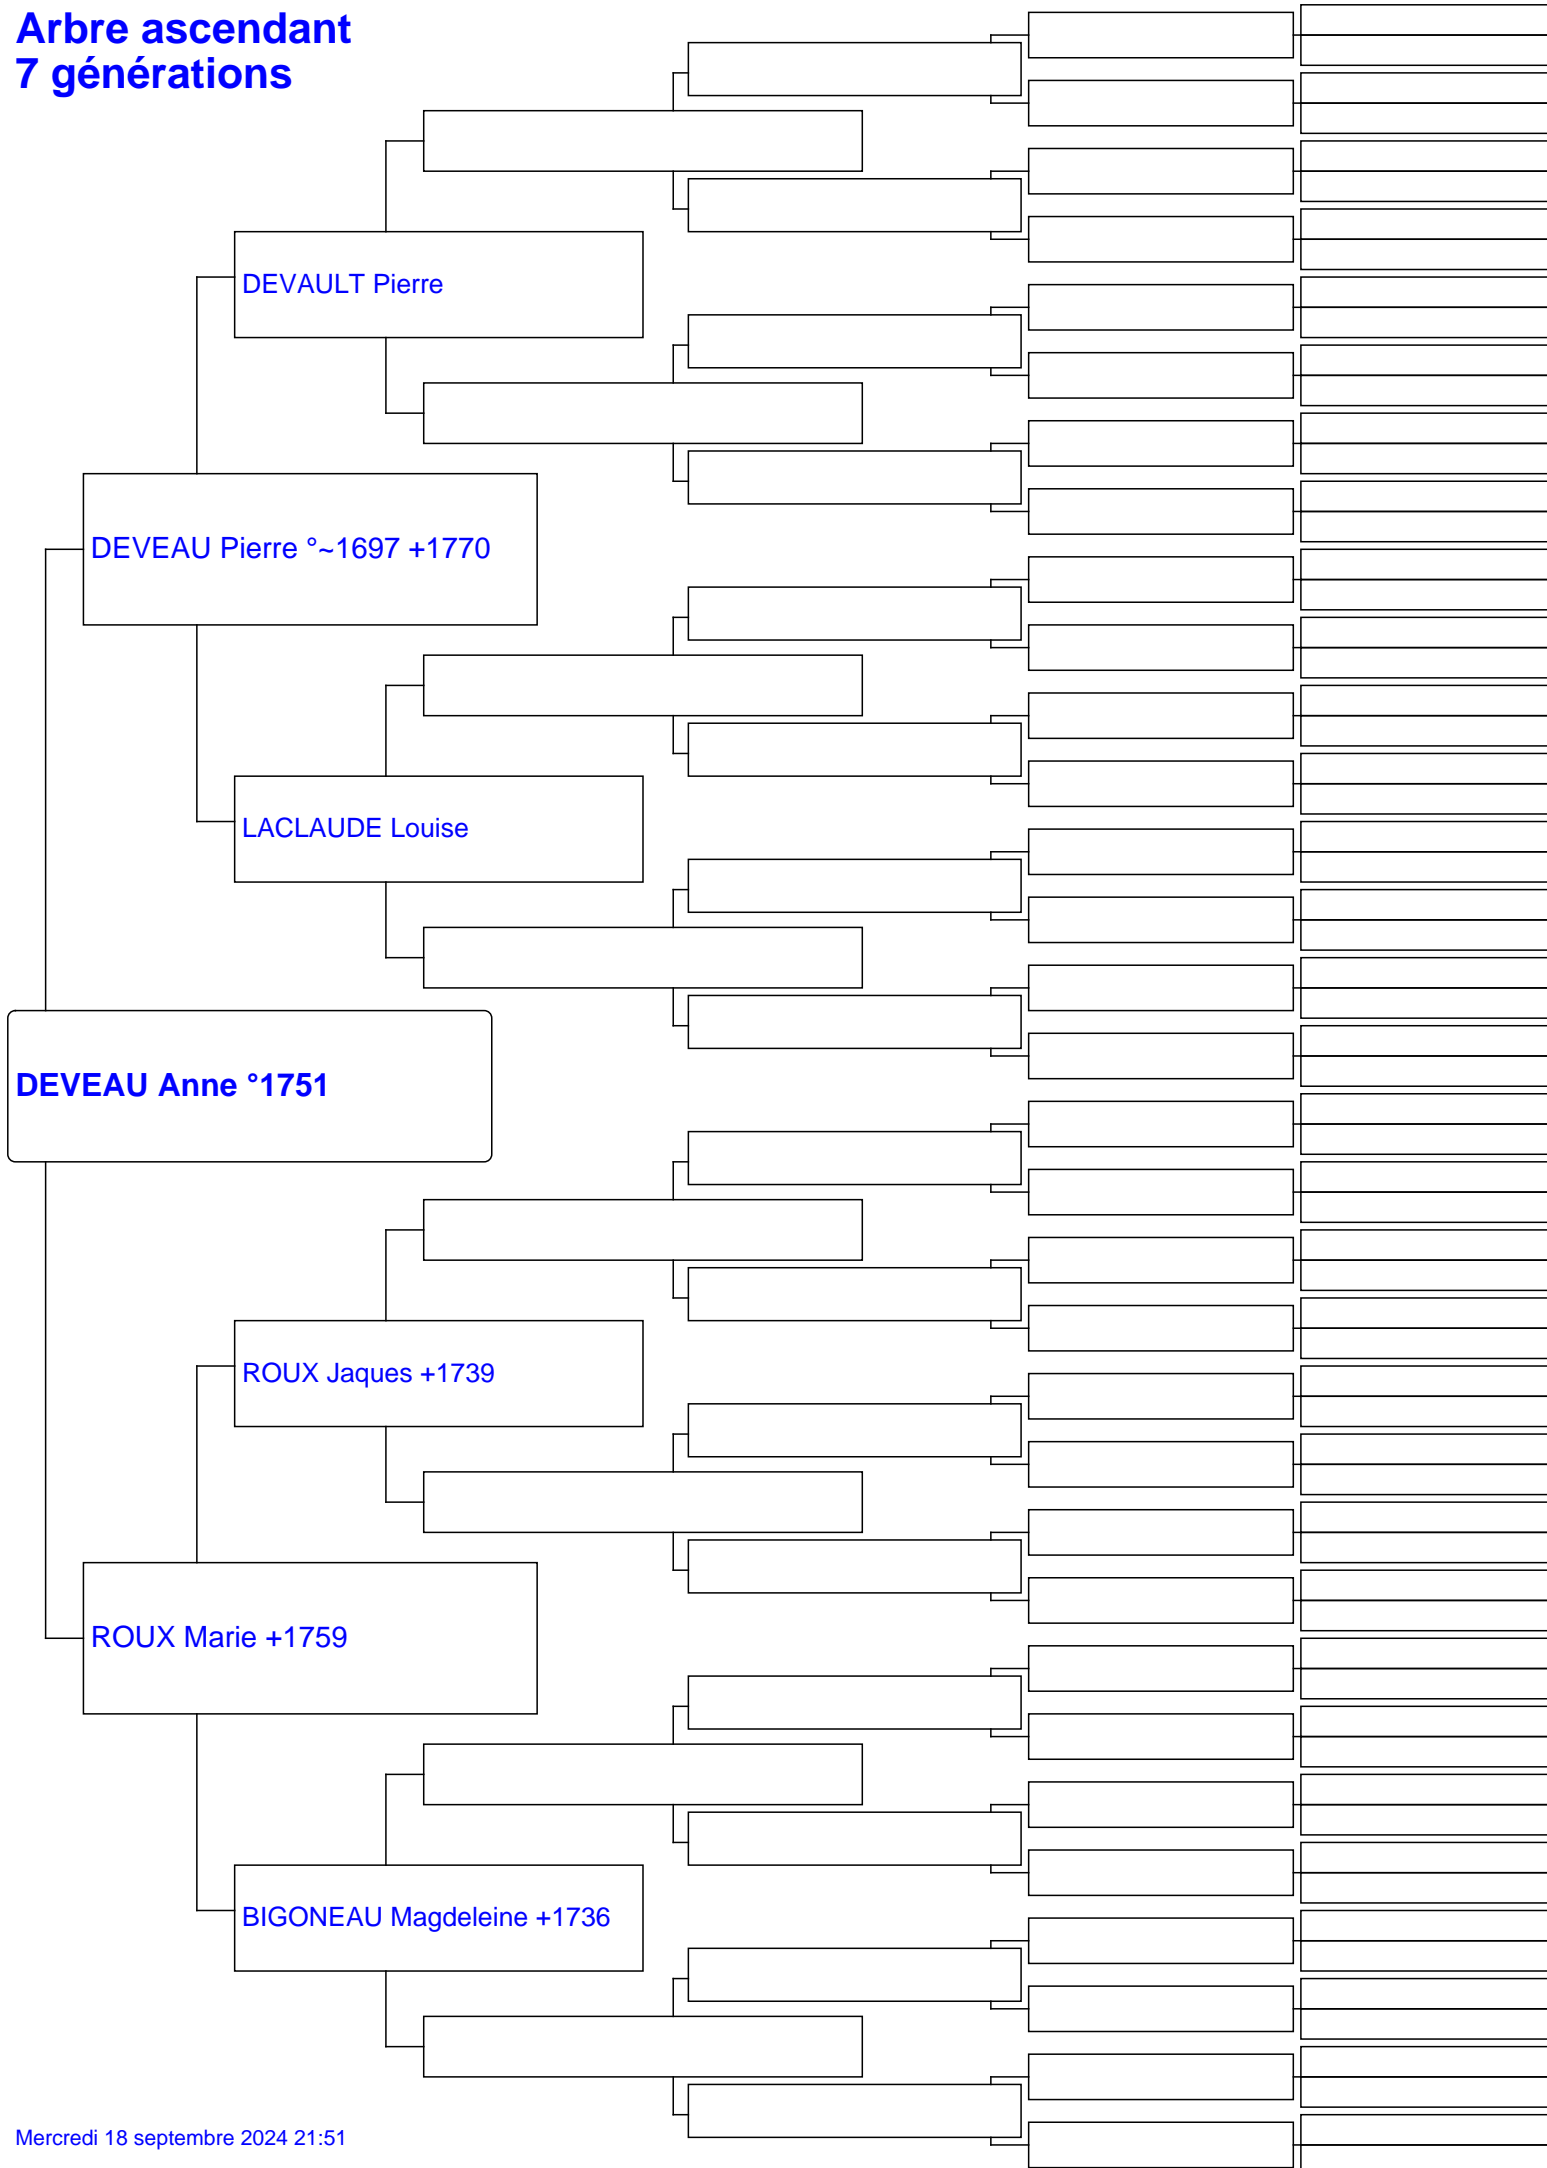 Arbre ascendant
7 générations
DEVAULT Pierre
DEVEAU Pierre °~1697 +1770
LACLAUDE Louise
DEVEAU Anne °1751
ROUX Jaques +1739
ROUX Marie +1759
BIGONEAU Magdeleine +1736
Mercredi 18 septembre 2024 21:51